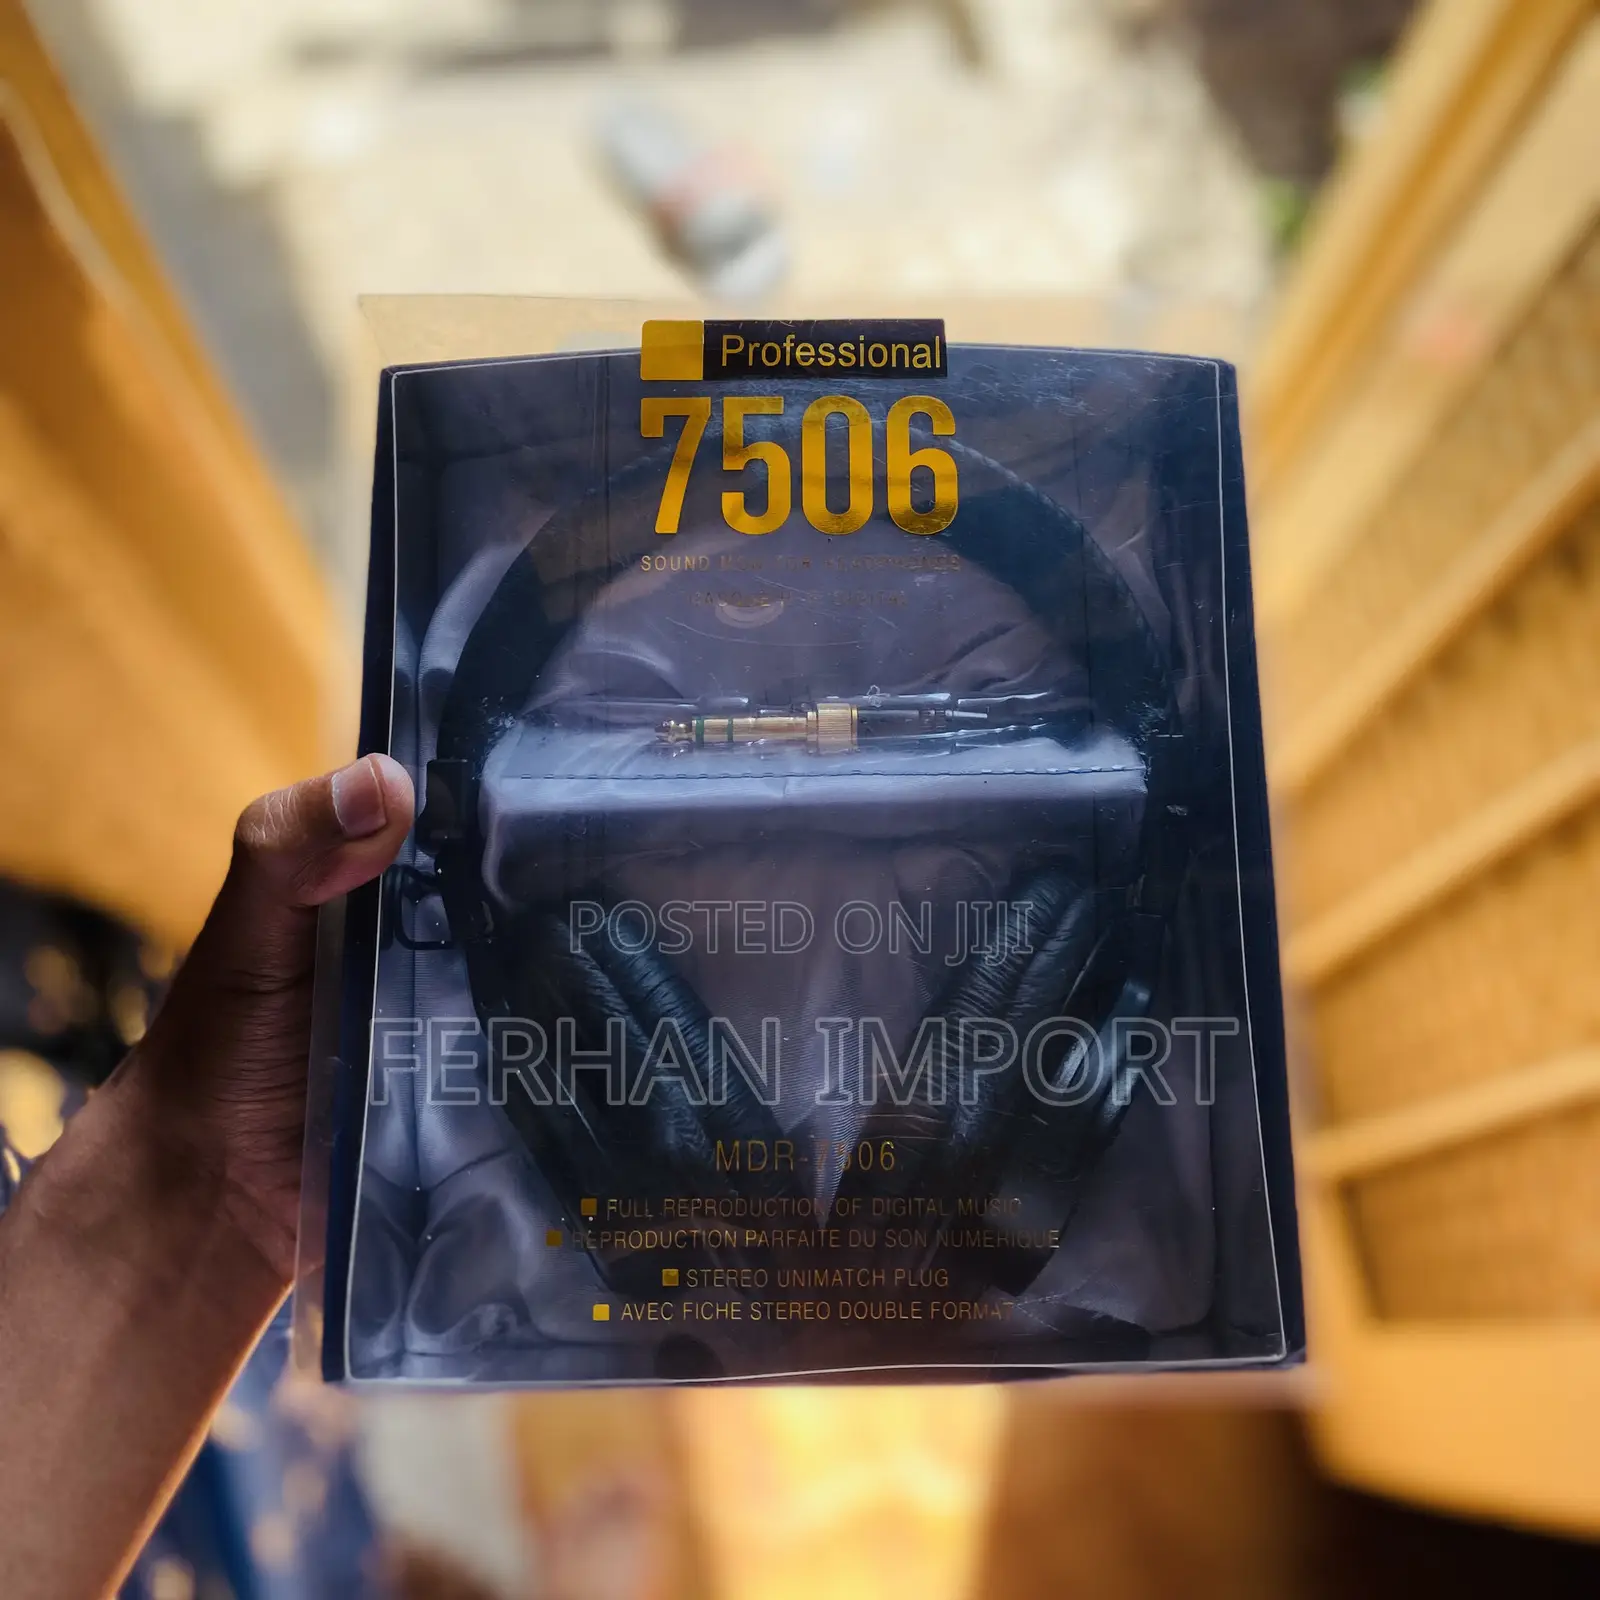 Professional
7506
SOUND MONITOR HEADPHONES
POSTED ON JIJI
FERHAN IMPORT
MDR-7506
FULL REPRODUCTION OF DIGITAL MUSIC
REPRODUCTION PARFAITE DU SON NUMERIQUE
STEREO UNIMATCH PLUG
AVEC FICHE STEREO DOUBLE FORMAT